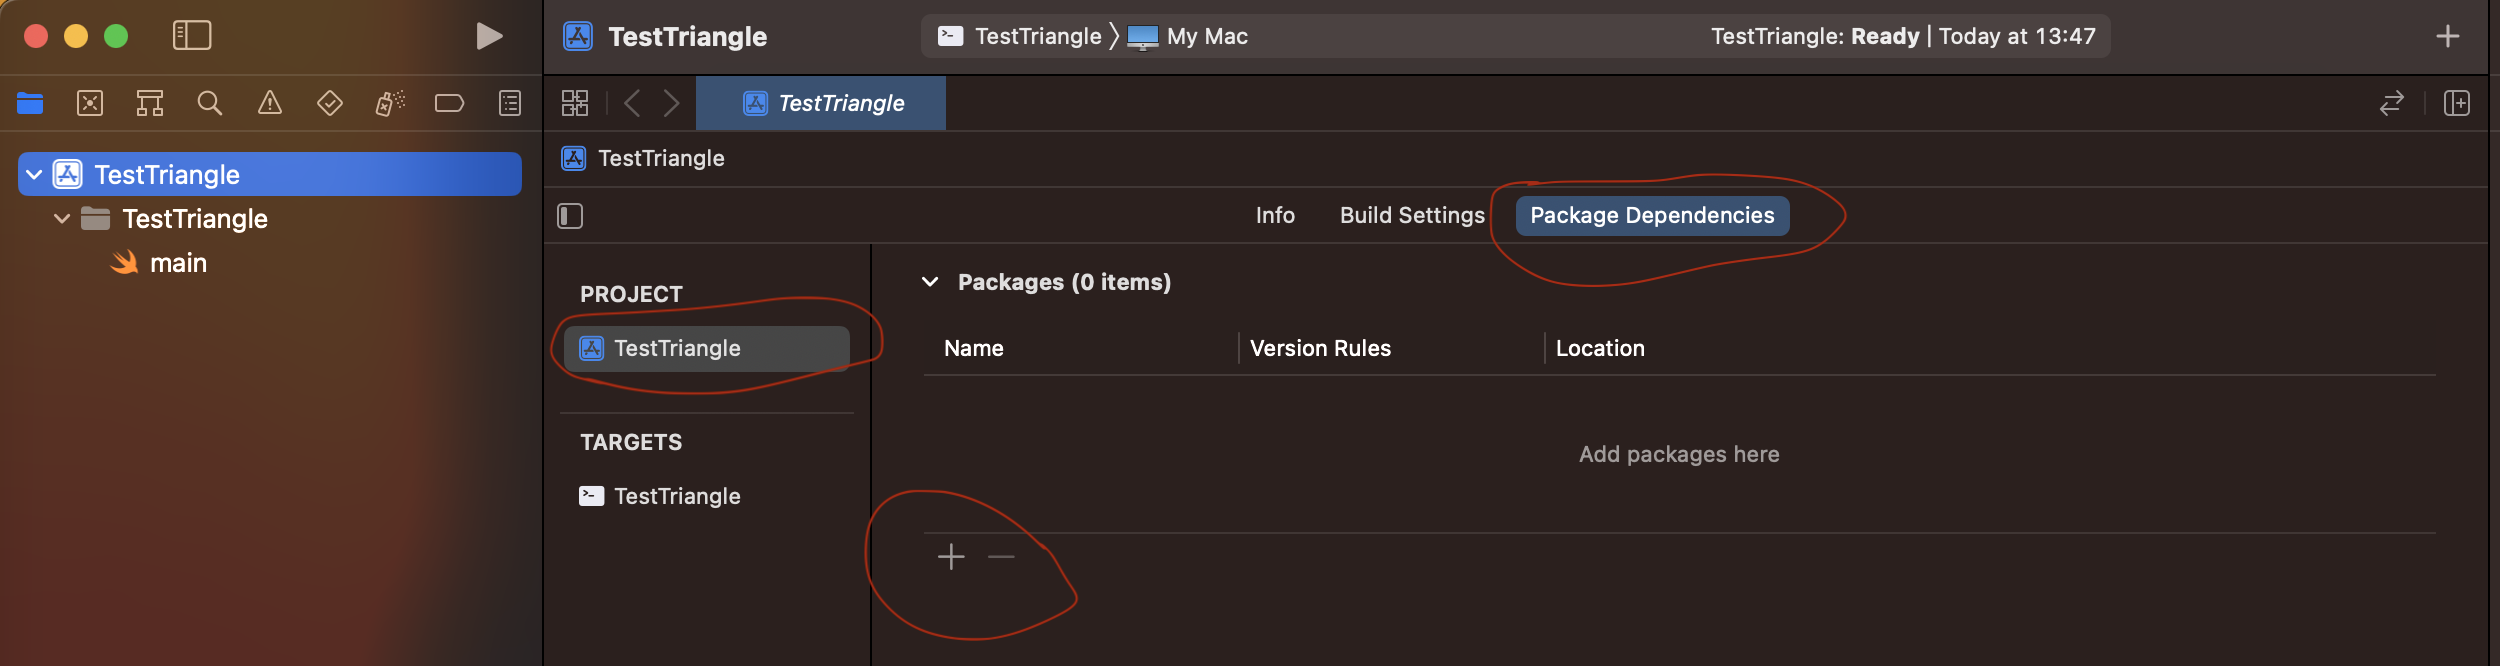 TestTriangle
TestTriangle 〉 My Mac
TestTriangle: Ready | Today at 13:47
TestTriangle
TestTriangle
TestTriangle
main
TestTriangle
Info Build Settings Package Dependencies
PROJECT
TestTriangle
TARGETS
TestTriangle
Packages (0 items)
Name Version Rules Location
Add packages here